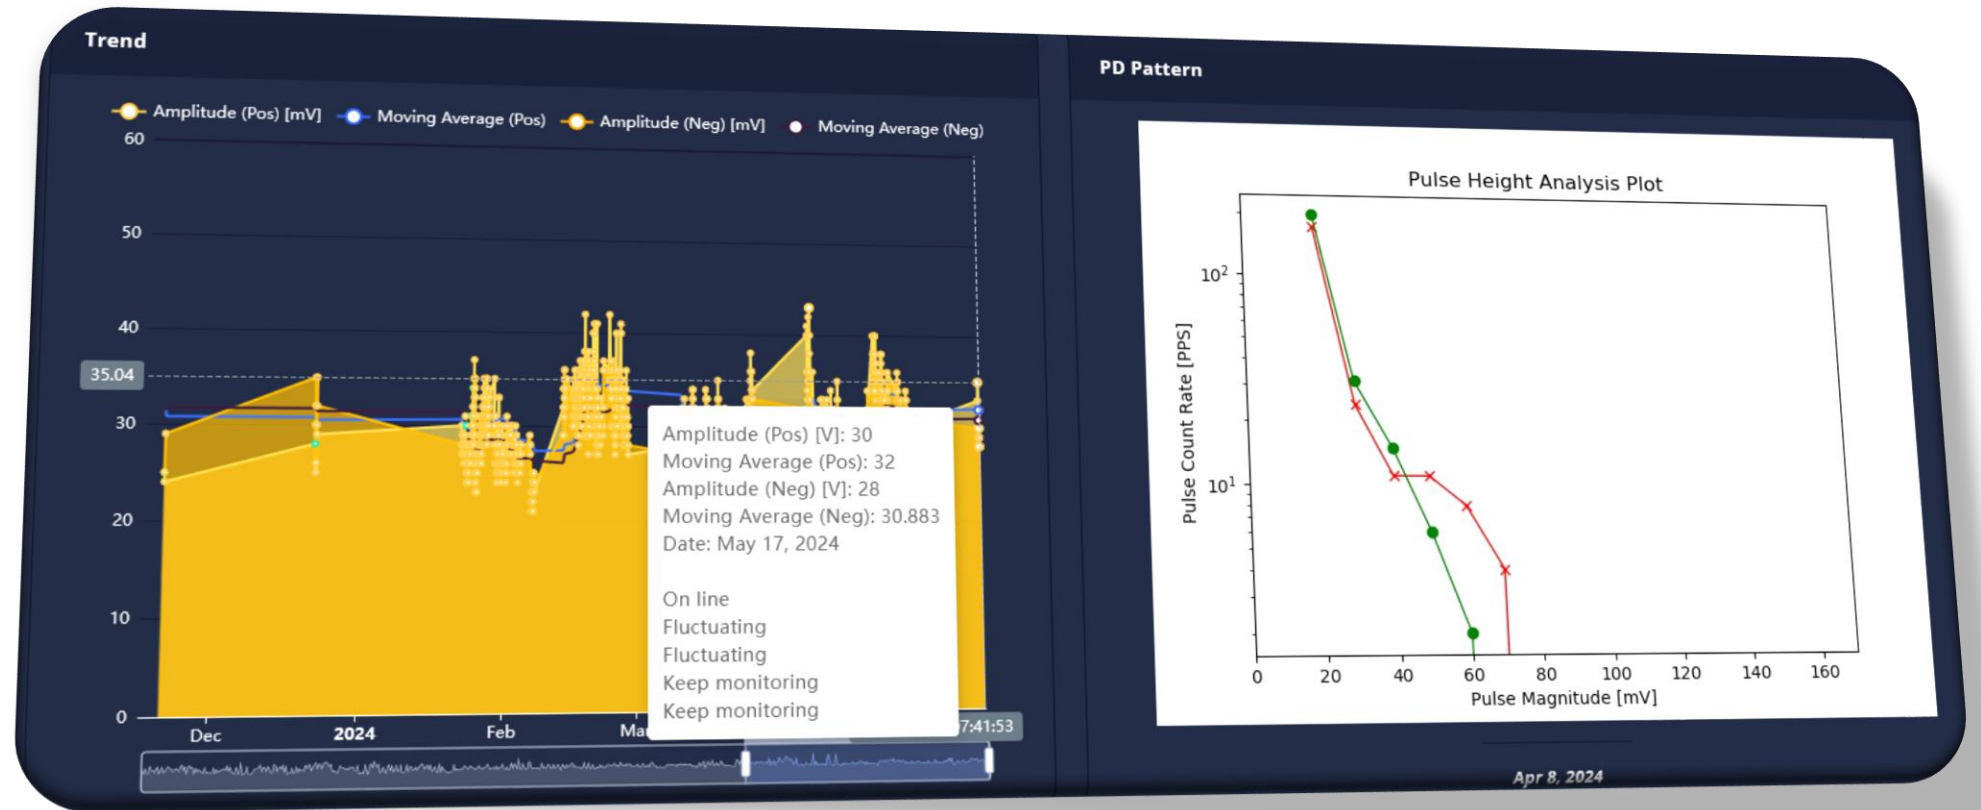 Trend
Amplitude (Pos) [mV] Moving Average (Pos) Amplitude (Neg) [mV] Moving Average (Neg)
60
50
40
35.04
30
20
10
0
Dec 2024 Feb
Amplitude (Pos) [V]: 30
Moving Average (Pos): 32
Amplitude (Neg) [V]: 28
Moving Average (Neg): 30.883
Date: May 17, 2024
On line
Fluctuating
Fluctuating
Keep monitoring
Keep monitoring
7:41:53
PD Pattern
Pulse Height Analysis Plot
Pulse Count Rate [PPS]
10²
10¹
0 20 40 60 80 100 120 140 160
Pulse Magnitude [mV]
Apr 8, 2024